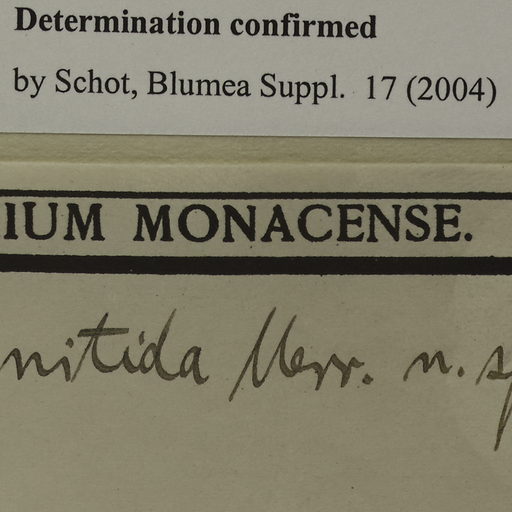 Determination confirmed
by Schot, Blumea Suppl. 17 (2004)
IUM MONACENSE.
nitida Merr. n. sp